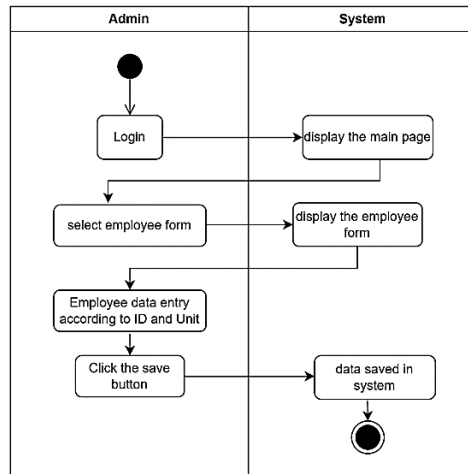 Admin
System
Login
display the main page
select employee form
display the employee
form
Employee data entry
according to ID and Unit
Click the save
button
data saved in
system